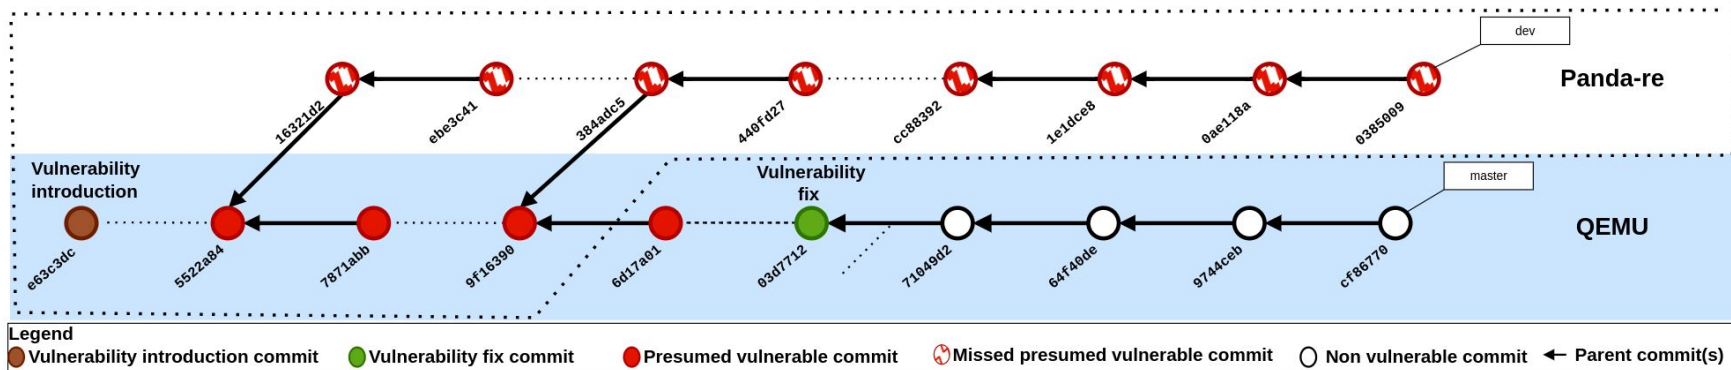 dev
Panda-re
16321d2
ebe3c41
384adc5
440fd27
cc88392
1e1dce8
0ae118a
0385009
Vulnerability
introduction
Vulnerability
fix
master
QEMU
e63c3dc
5522a84
7871abb
9f16390
6d17a01
03d7712
71049d2
64f40de
9744ceb
cf86770
Legend
Vulnerability introduction commit
Vulnerability fix commit
Presumed vulnerable commit
Missed presumed vulnerable commit
Non vulnerable commit
Parent commit(s)